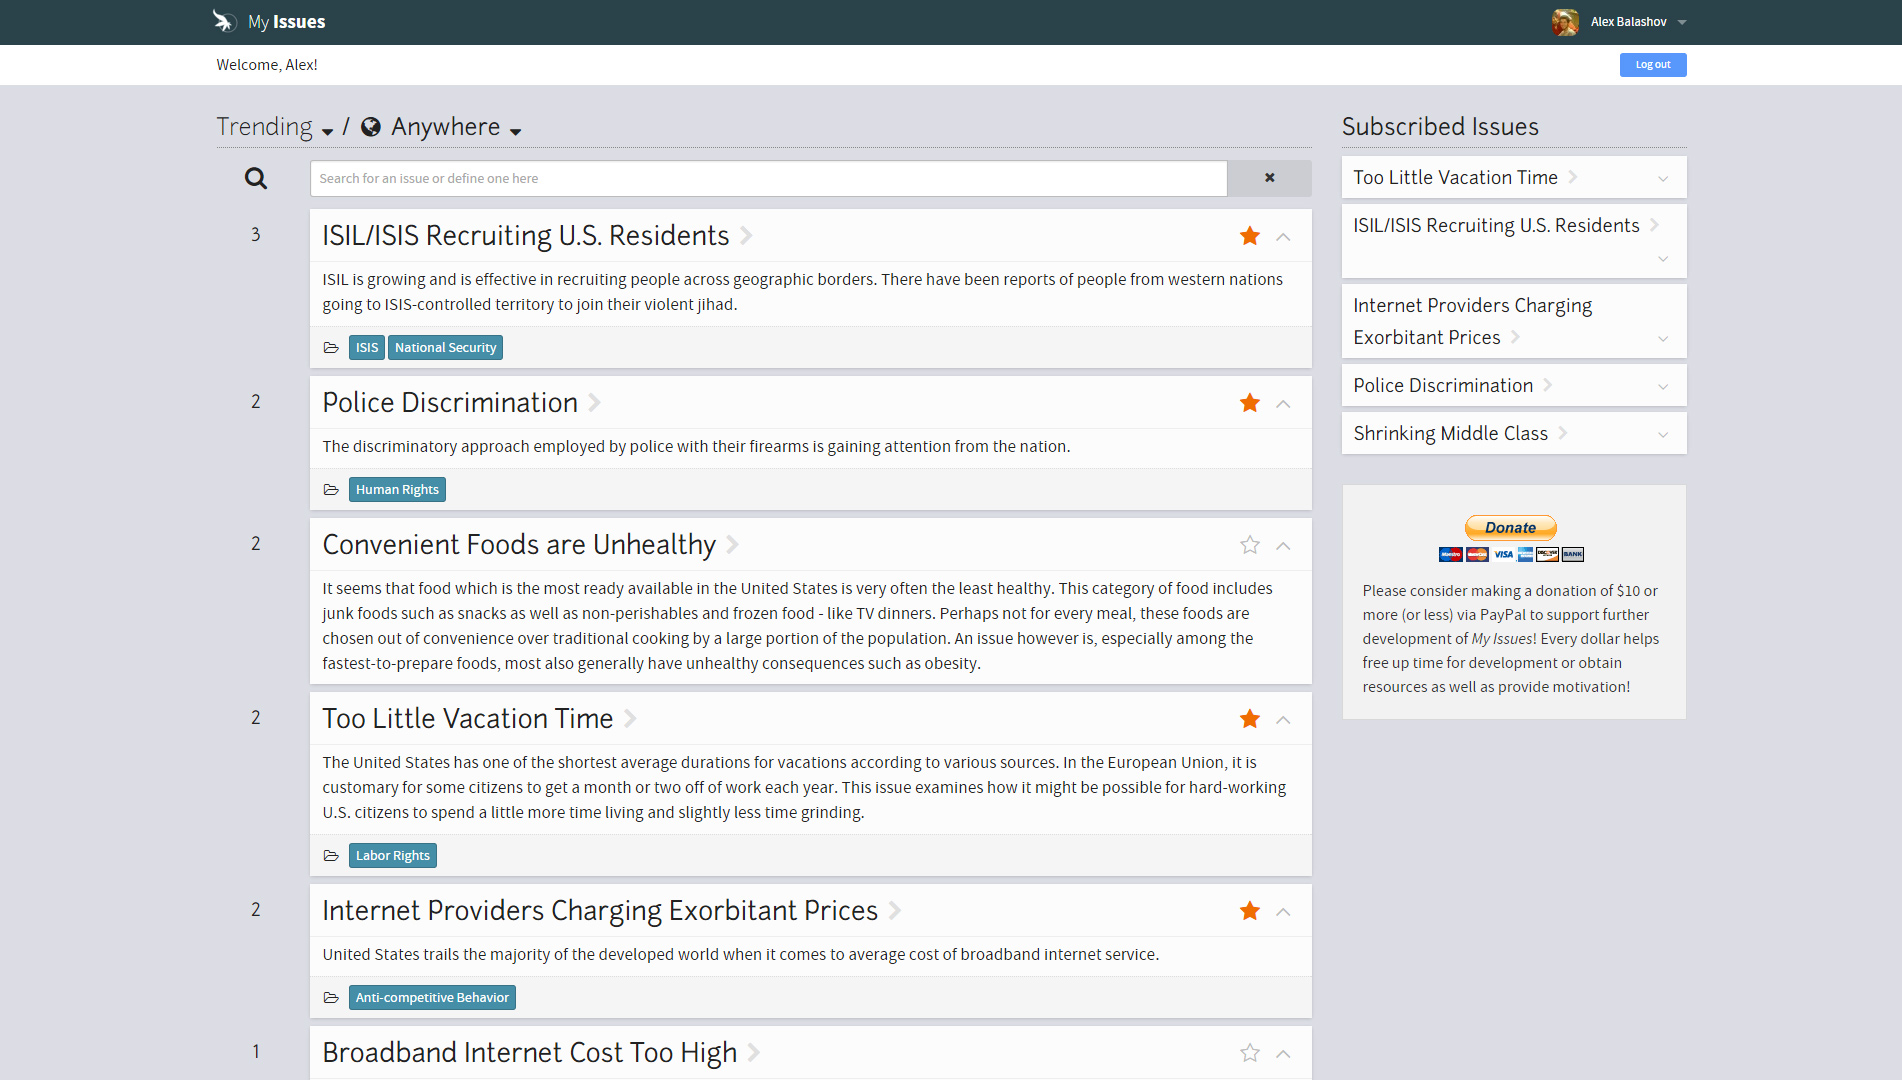 My Issues
Alex Balashov
Welcome, Alex!
Log out
Trending / Anywhere
Search for an issue or define one here
3
ISIL/ISIS Recruiting U.S. Residents
ISIL is growing and is effective in recruiting people across geographic borders. There have been reports of people from western nations
going to ISIS-controlled territory to join their violent jihad.
ISIS National Security
2
Police Discrimination
The discriminatory approach employed by police with their firearms is gaining attention from the nation.
Human Rights
2
Convenient Foods are Unhealthy
It seems that food which is the most ready available in the United States is very often the least healthy. This category of food includes
junk foods such as snacks as well as non-perishables and frozen food - like TV dinners. Perhaps not for every meal, these foods are
chosen out of convenience over traditional cooking by a large portion of the population. An issue however is, especially among the
fastest-to-prepare foods, most also generally have unhealthy consequences such as obesity.
2
Too Little Vacation Time
The United States has one of the shortest average durations for vacations according to various sources. In the European Union, it is
customary for some citizens to get a month or two off of work each year. This issue examines how it might be possible for hard-working
U.S. citizens to spend a little more time living and slightly less time grinding.
Labor Rights
2
Internet Providers Charging Exorbitant Prices
United States trails the majority of the developed world when it comes to average cost of broadband internet service.
Anti-competitive Behavior
1
Broadband Internet Cost Too High
Subscribed Issues
Too Little Vacation Time
ISIL/ISIS Recruiting U.S. Residents
Internet Providers Charging
Exorbitant Prices
Police Discrimination
Shrinking Middle Class
Donate
VISA
BANK
Please consider making a donation of $10 or
more (or less) via PayPal to support further
development of My Issues! Every dollar helps
free up time for development or obtain
resources as well as provide motivation!